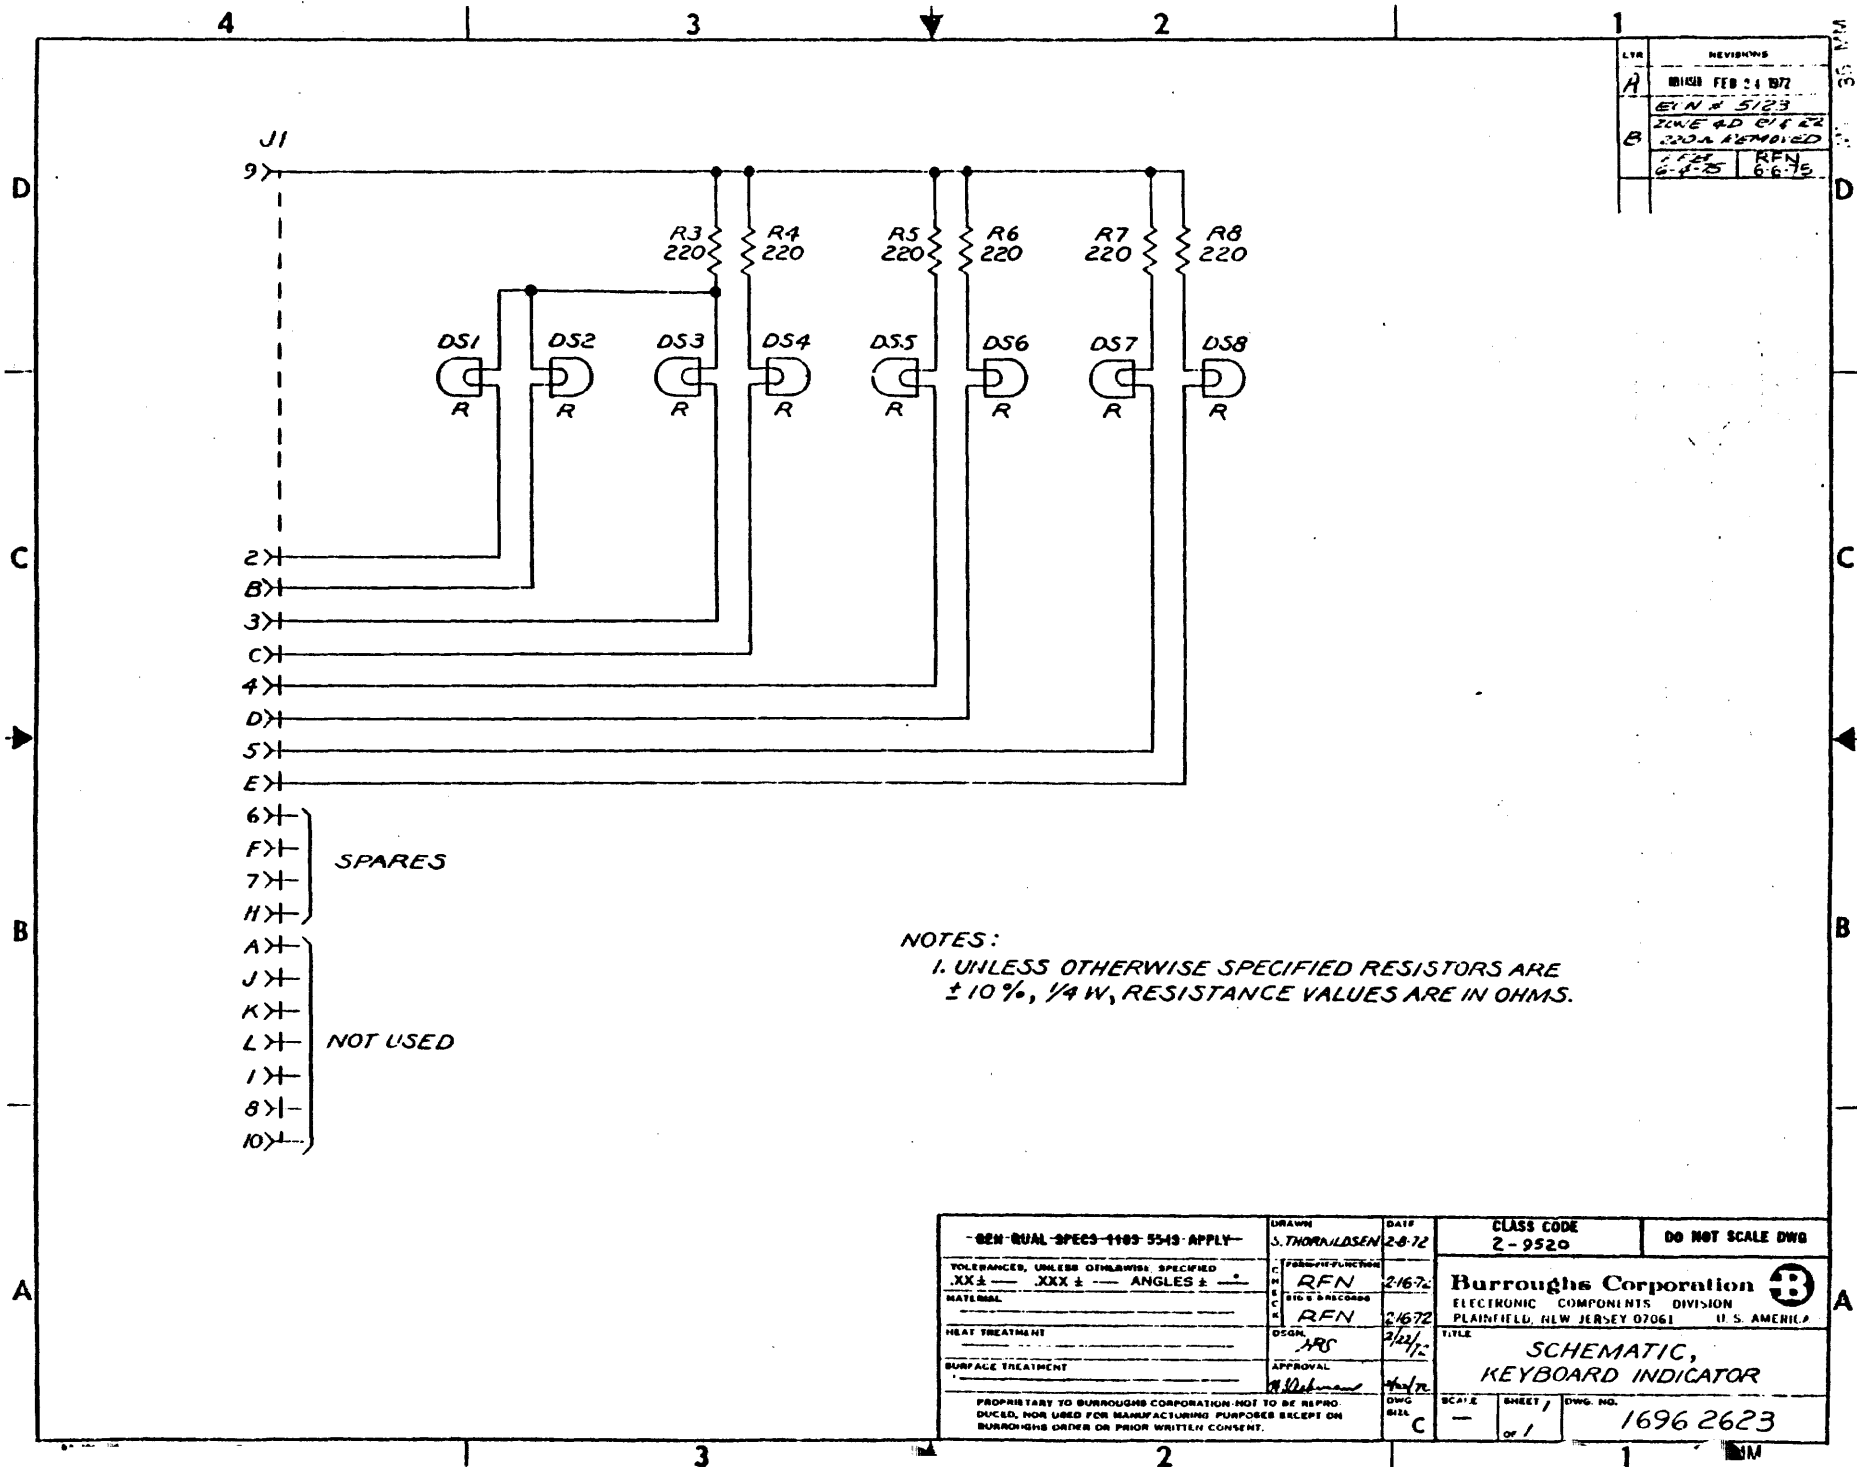 4 3 2 1
LTR REVISIONS
A FEB 24 1972
ECN # 5123
B
REMOVED
RFN
6-6-75
D D
J1
9
R3 R4 R5 R6 R7 R8
220 220 220 220 220 220
DS1 DS2 DS3 DS4 DS5 DS6 DS7 DS8
R R R R R R R R
C C
2
B
3
C
4
D
5
E
6
F
SPARES
7
H
B B
A
J
K
L NOT USED
1
8
10
NOTES:
1. UNLESS OTHERWISE SPECIFIED RESISTORS ARE
±10%, 1/4 W, RESISTANCE VALUES ARE IN OHMS.
A A
GEN QUAL SPECS 1103 5543 APPLY
TOLERANCES, UNLESS OTHERWISE SPECIFIED
.XX ± — .XXX ± — ANGLES ± —
MATERIAL
HEAT TREATMENT
SURFACE TREATMENT
PROPRIETARY TO BURROUGHS CORPORATION-NOT TO BE REPRO-
DUCED, NOR USED FOR MANUFACTURING PURPOSES EXCEPT ON
BURROUGHS ORDER OR PRIOR WRITTEN CONSENT.
DRAWN DATE
2-8-72
CHECK
RFN 2-16-72
RFN 2-16-72
DSGN.
APPROVAL
DWG SIZE
C
CLASS CODE
2-9520
DO NOT SCALE DWG
Burroughs Corporation B
ELECTRONIC COMPONENTS DIVISION
PLAINFIELD, NEW JERSEY 07061 U. S. AMERICA
TITLE
SCHEMATIC,
KEYBOARD INDICATOR
SCALE — SHEET 1 OF 1 DWG. NO.
1696 2623
3 2 1